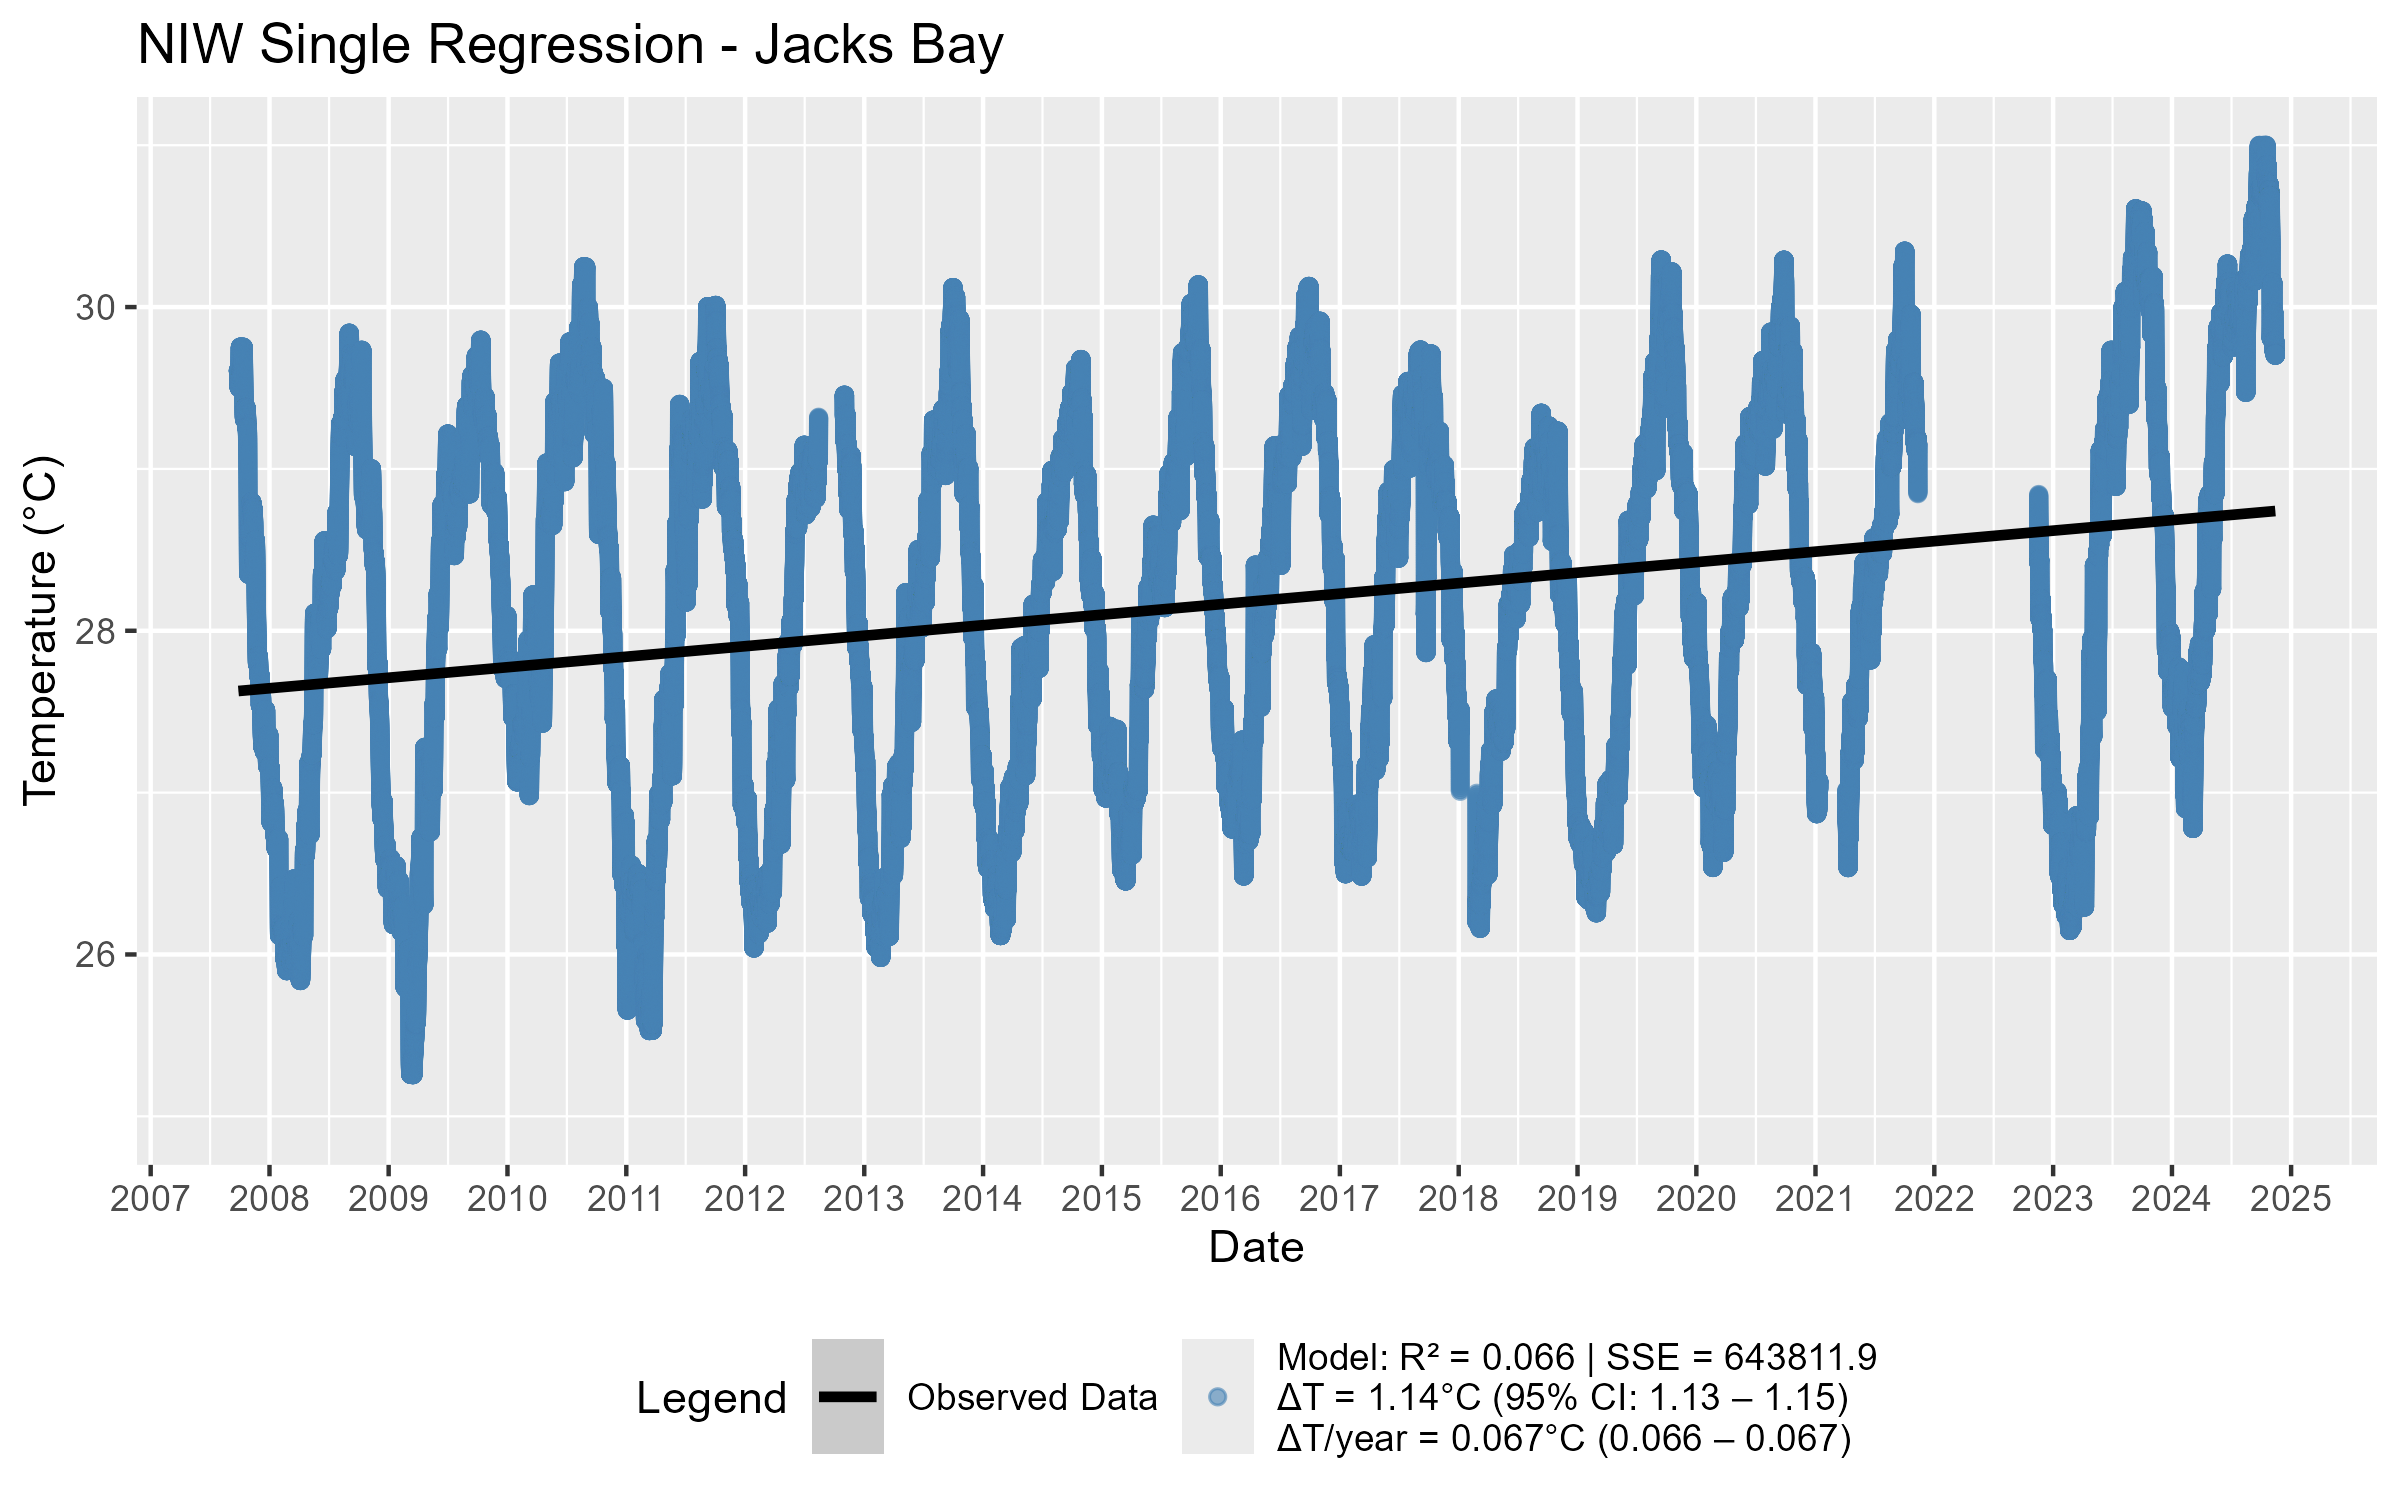 NIW Single Regression - Jacks Bay
Temperature (°C)
30
28
26
2007 2008 2009 2010 2011 2012 2013 2014 2015 2016 2017 2018 2019 2020 2021 2022 2023 2024 2025
Date
Legend
Observed Data
Model: R² = 0.066 | SSE = 643811.9
ΔT = 1.14°C (95% CI: 1.13 – 1.15)
ΔT/year = 0.067°C (0.066 – 0.067)